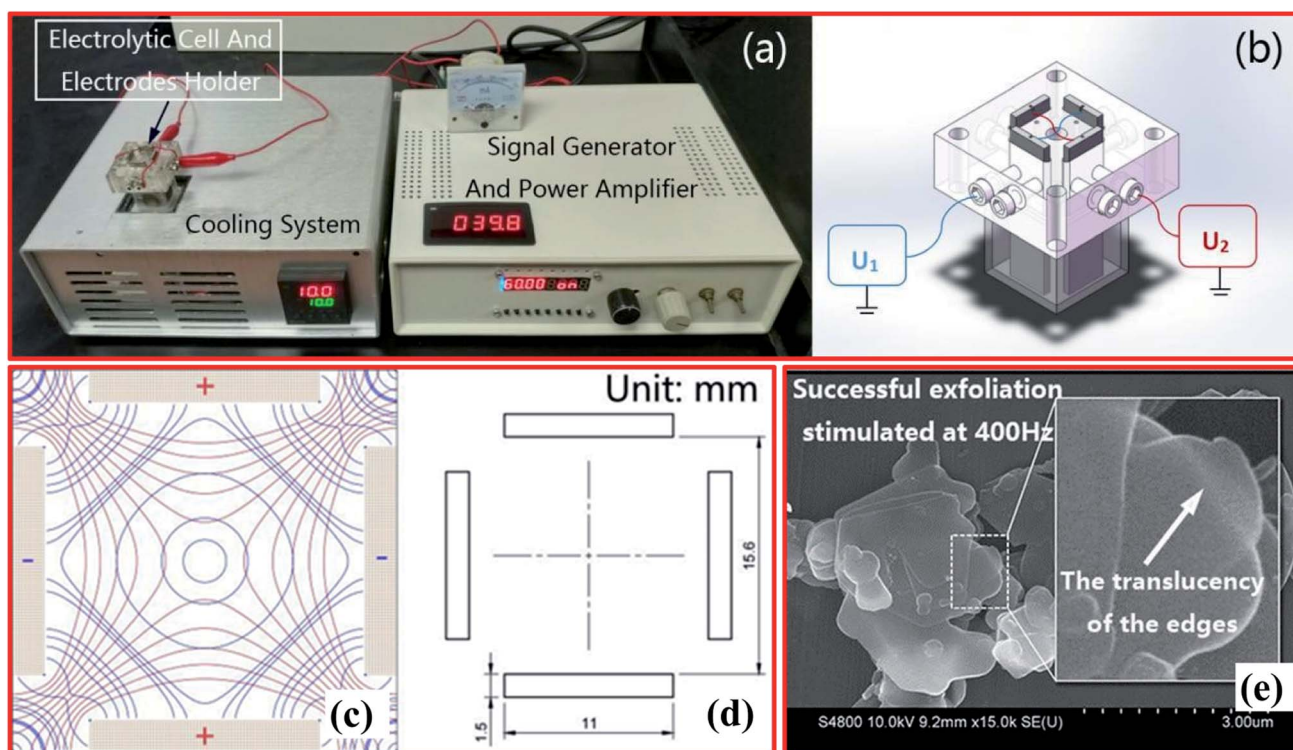 Electrolytic Cell And
Electrodes Holder
(a)
Signal Generator
And Power Amplifier
Cooling System
039.8
10.0
10.0
60.00 on
mA
(b)
U1
U2
+
-
-
+
(c)
Unit: mm
15.6
1.5
11
(d)
Successful exfoliation
stimulated at 400Hz
The translucency
of the edges
(e)
S4800 10.0kV 9.2mm x15.0k SE(U)
3.00um